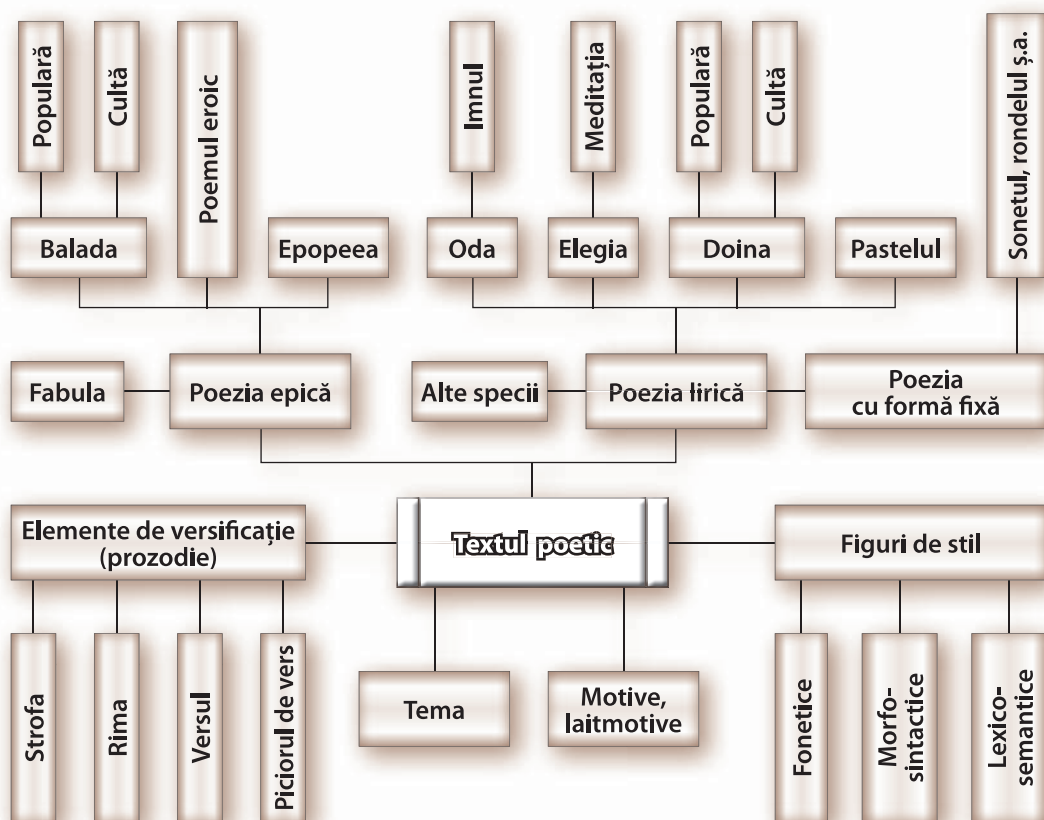 Populară
Cultă
Poemul eroic
Imnul
Meditația
Populară
Cultă
Sonetul, rondelul ș.a.
Balada
Epopeea
Oda
Elegia
Doina
Pastelul
Fabula
Poezia epică
Alte specii
Poezia lirică
Poezia
cu formă fixă
Elemente de versificație
(prozodie)
Textul poetic
Figuri de stil
Strofa
Rima
Versul
Piciorul de vers
Tema
Motive,
laitmotive
Fonetice
Morfo-
sintactice
Lexico-
semantice